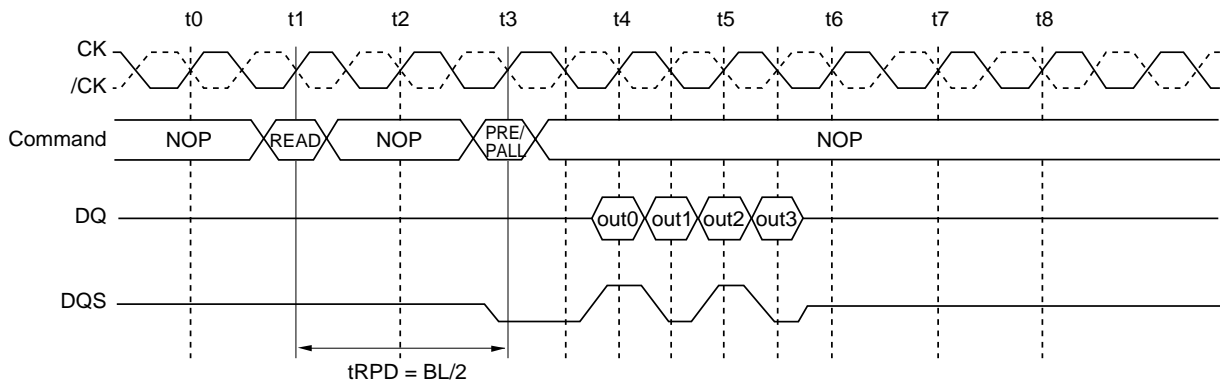 t0 t1 t2 t3 t4 t5 t6 t7 t8
CK
/CK
Command NOP READ NOP PRE/ PALL NOP
DQ out0 out1 out2 out3
DQS
tRPD = BL/2